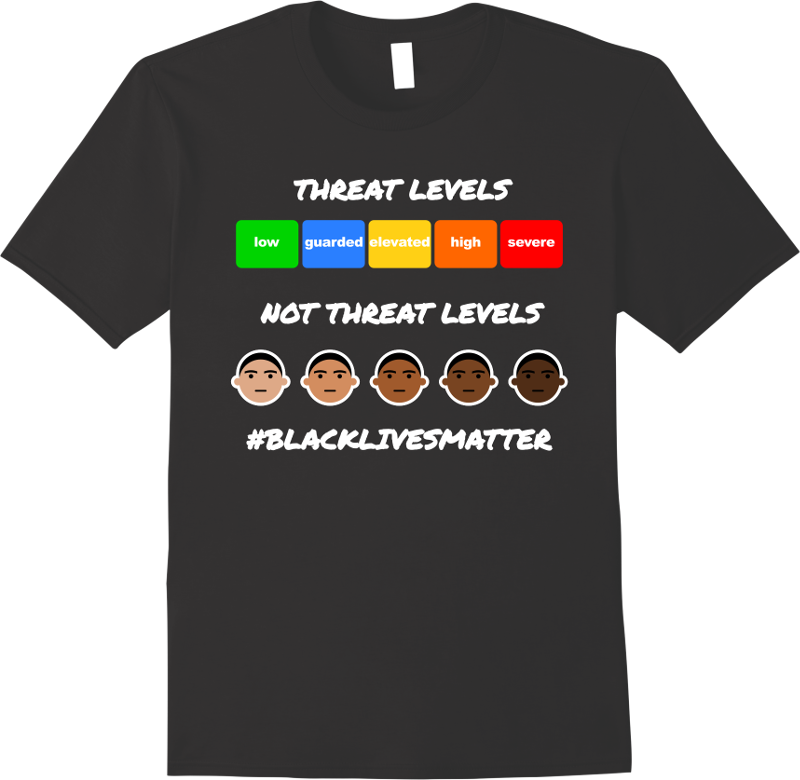 THREAT LEVELS
low guarded elevated high severe
NOT THREAT LEVELS
#BLACKLIVESMATTER